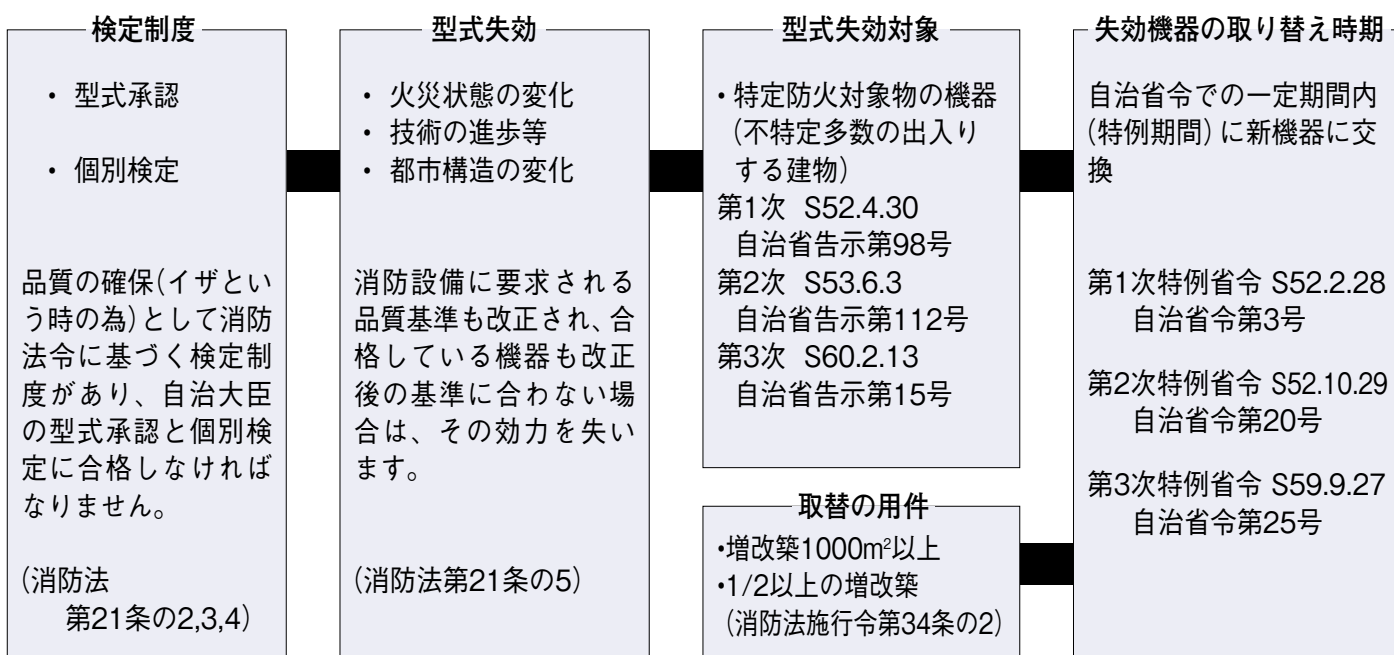 検定制度
・ 型式承認
・ 個別検定
品質の確保(イザとい
う時の為)として消防
法令に基づく検定制
度があり、自治大臣
の型式承認と個別検
定に合格しなければ
なりません。
(消防法
第21条の2,3,4)
型式失効
・ 火災状態の変化
・ 技術の進歩等
・ 都市構造の変化
消防設備に要求される
品質基準も改正され、合
格している機器も改正
後の基準に合わない場
合は、その効力を失い
ます。
(消防法第21条の5)
型式失効対象
・特定防火対象物の機器
(不特定多数の出入り
する建物)
第1次 S52.4.30
自治省告示第98号
第2次 S53.6.3
自治省告示第112号
第3次 S60.2.13
自治省告示第15号
取替の用件
・増改築1000m²以上
・1/2以上の増改築
(消防法施行令第34条の2)
失効機器の取り替え時期
自治省令での一定期間内
(特例期間)に新機器に交
換
第1次特例省令 S52.2.28
自治省令第3号
第2次特例省令 S52.10.29
自治省令第20号
第3次特例省令 S59.9.27
自治省令第25号